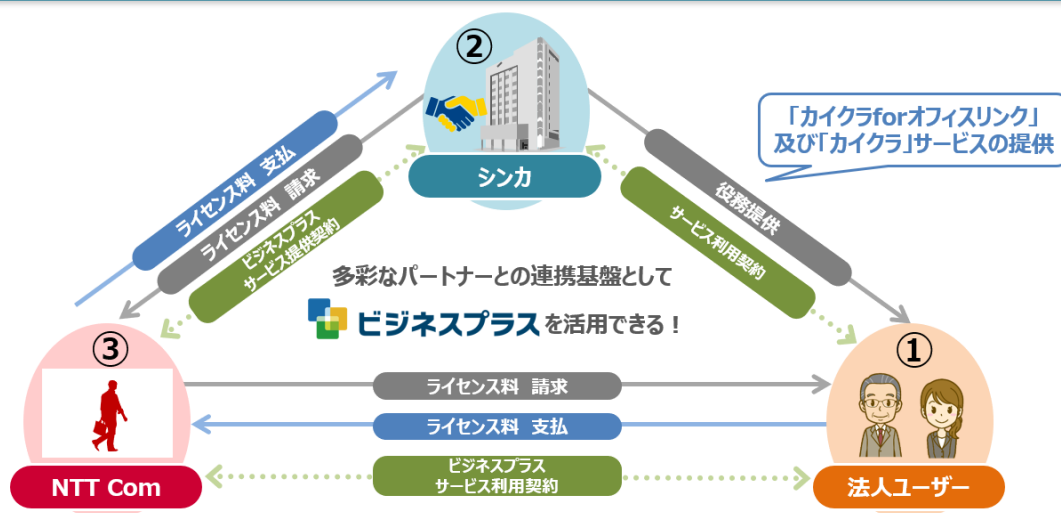 ②
シンカ
「カイクラforオフィスリンク」
及び「カイクラ」サービスの提供
ライセンス料 支払
ライセンス料 請求
ビジネスプラス
サービス提供契約
役務提供
サービス利用契約
多彩なパートナーとの連携基盤として
ビジネスプラスを活用できる！
③
NTT Com
①
法人ユーザー
ライセンス料 請求
ライセンス料 支払
ビジネスプラス
サービス利用契約